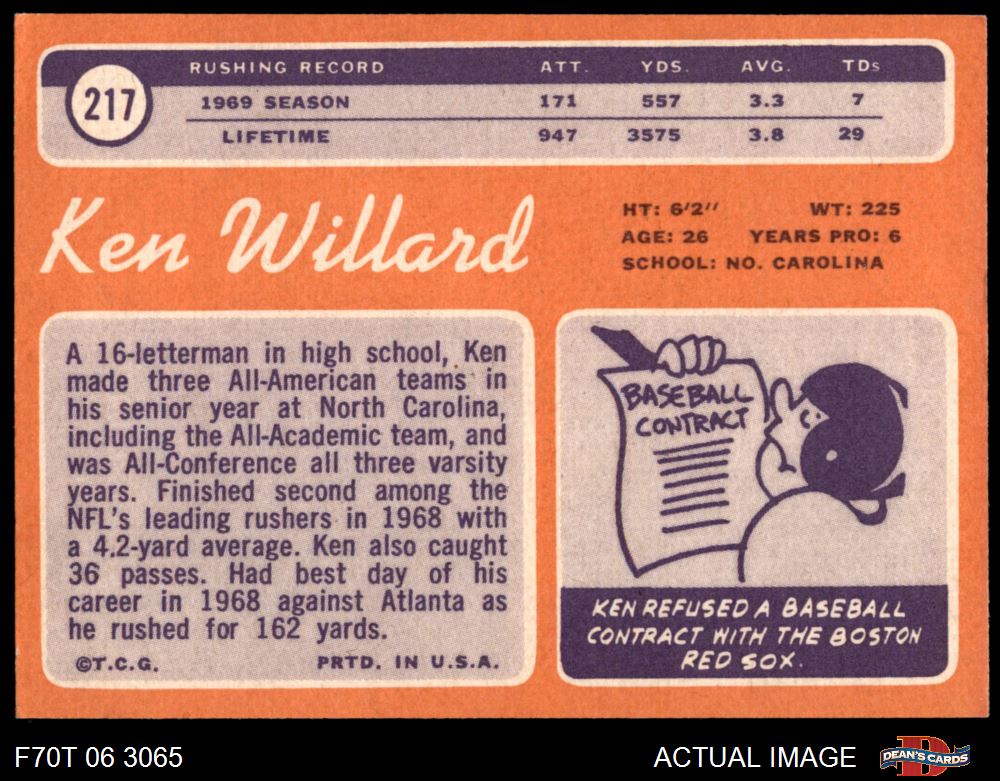 217
RUSHING RECORD ATT. YDS. AVG. TDs
1969 SEASON 171 557 3.3 7
LIFETIME 947 3575 3.8 29
Ken Willard
HT: 6'2" WT: 225
AGE: 26 YEARS PRO: 6
SCHOOL: NO. CAROLINA
A 16-letterman in high school, Ken
made three All-American teams in
his senior year at North Carolina,
including the All-Academic team, and
was All-Conference all three varsity
years. Finished second among the
NFL's leading rushers in 1968 with
a 4.2-yard average. Ken also caught
36 passes. Had best day of his
career in 1968 against Atlanta as
he rushed for 162 yards.
©T.C.G. PRTD. IN U.S.A.
BASEBALL
CONTRACT
KEN REFUSED A BASEBALL
CONTRACT WITH THE BOSTON
RED SOX.
F70T 06 3065 ACTUAL IMAGE
DEAN'S CARDS